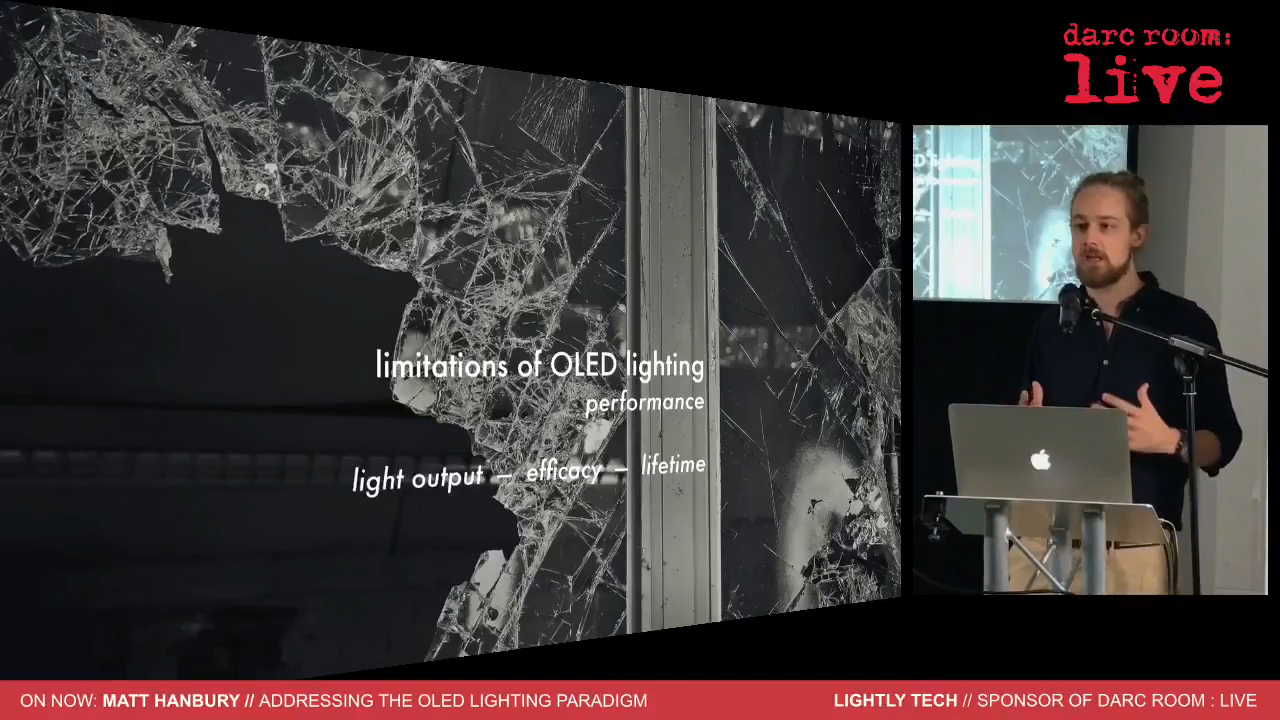 darc room:
live
limitations of OLED lighting
performance
light output – efficacy – lifetime
ON NOW: MATT HANBURY // ADDRESSING THE OLED LIGHTING PARADIGM
LIGHTLY TECH // SPONSOR OF DARC ROOM : LIVE